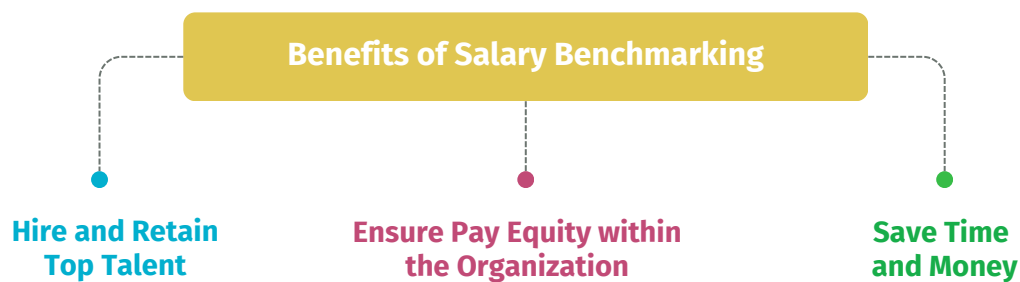 Benefits of Salary Benchmarking
Hire and Retain
Top Talent
Ensure Pay Equity within
the Organization
Save Time
and Money